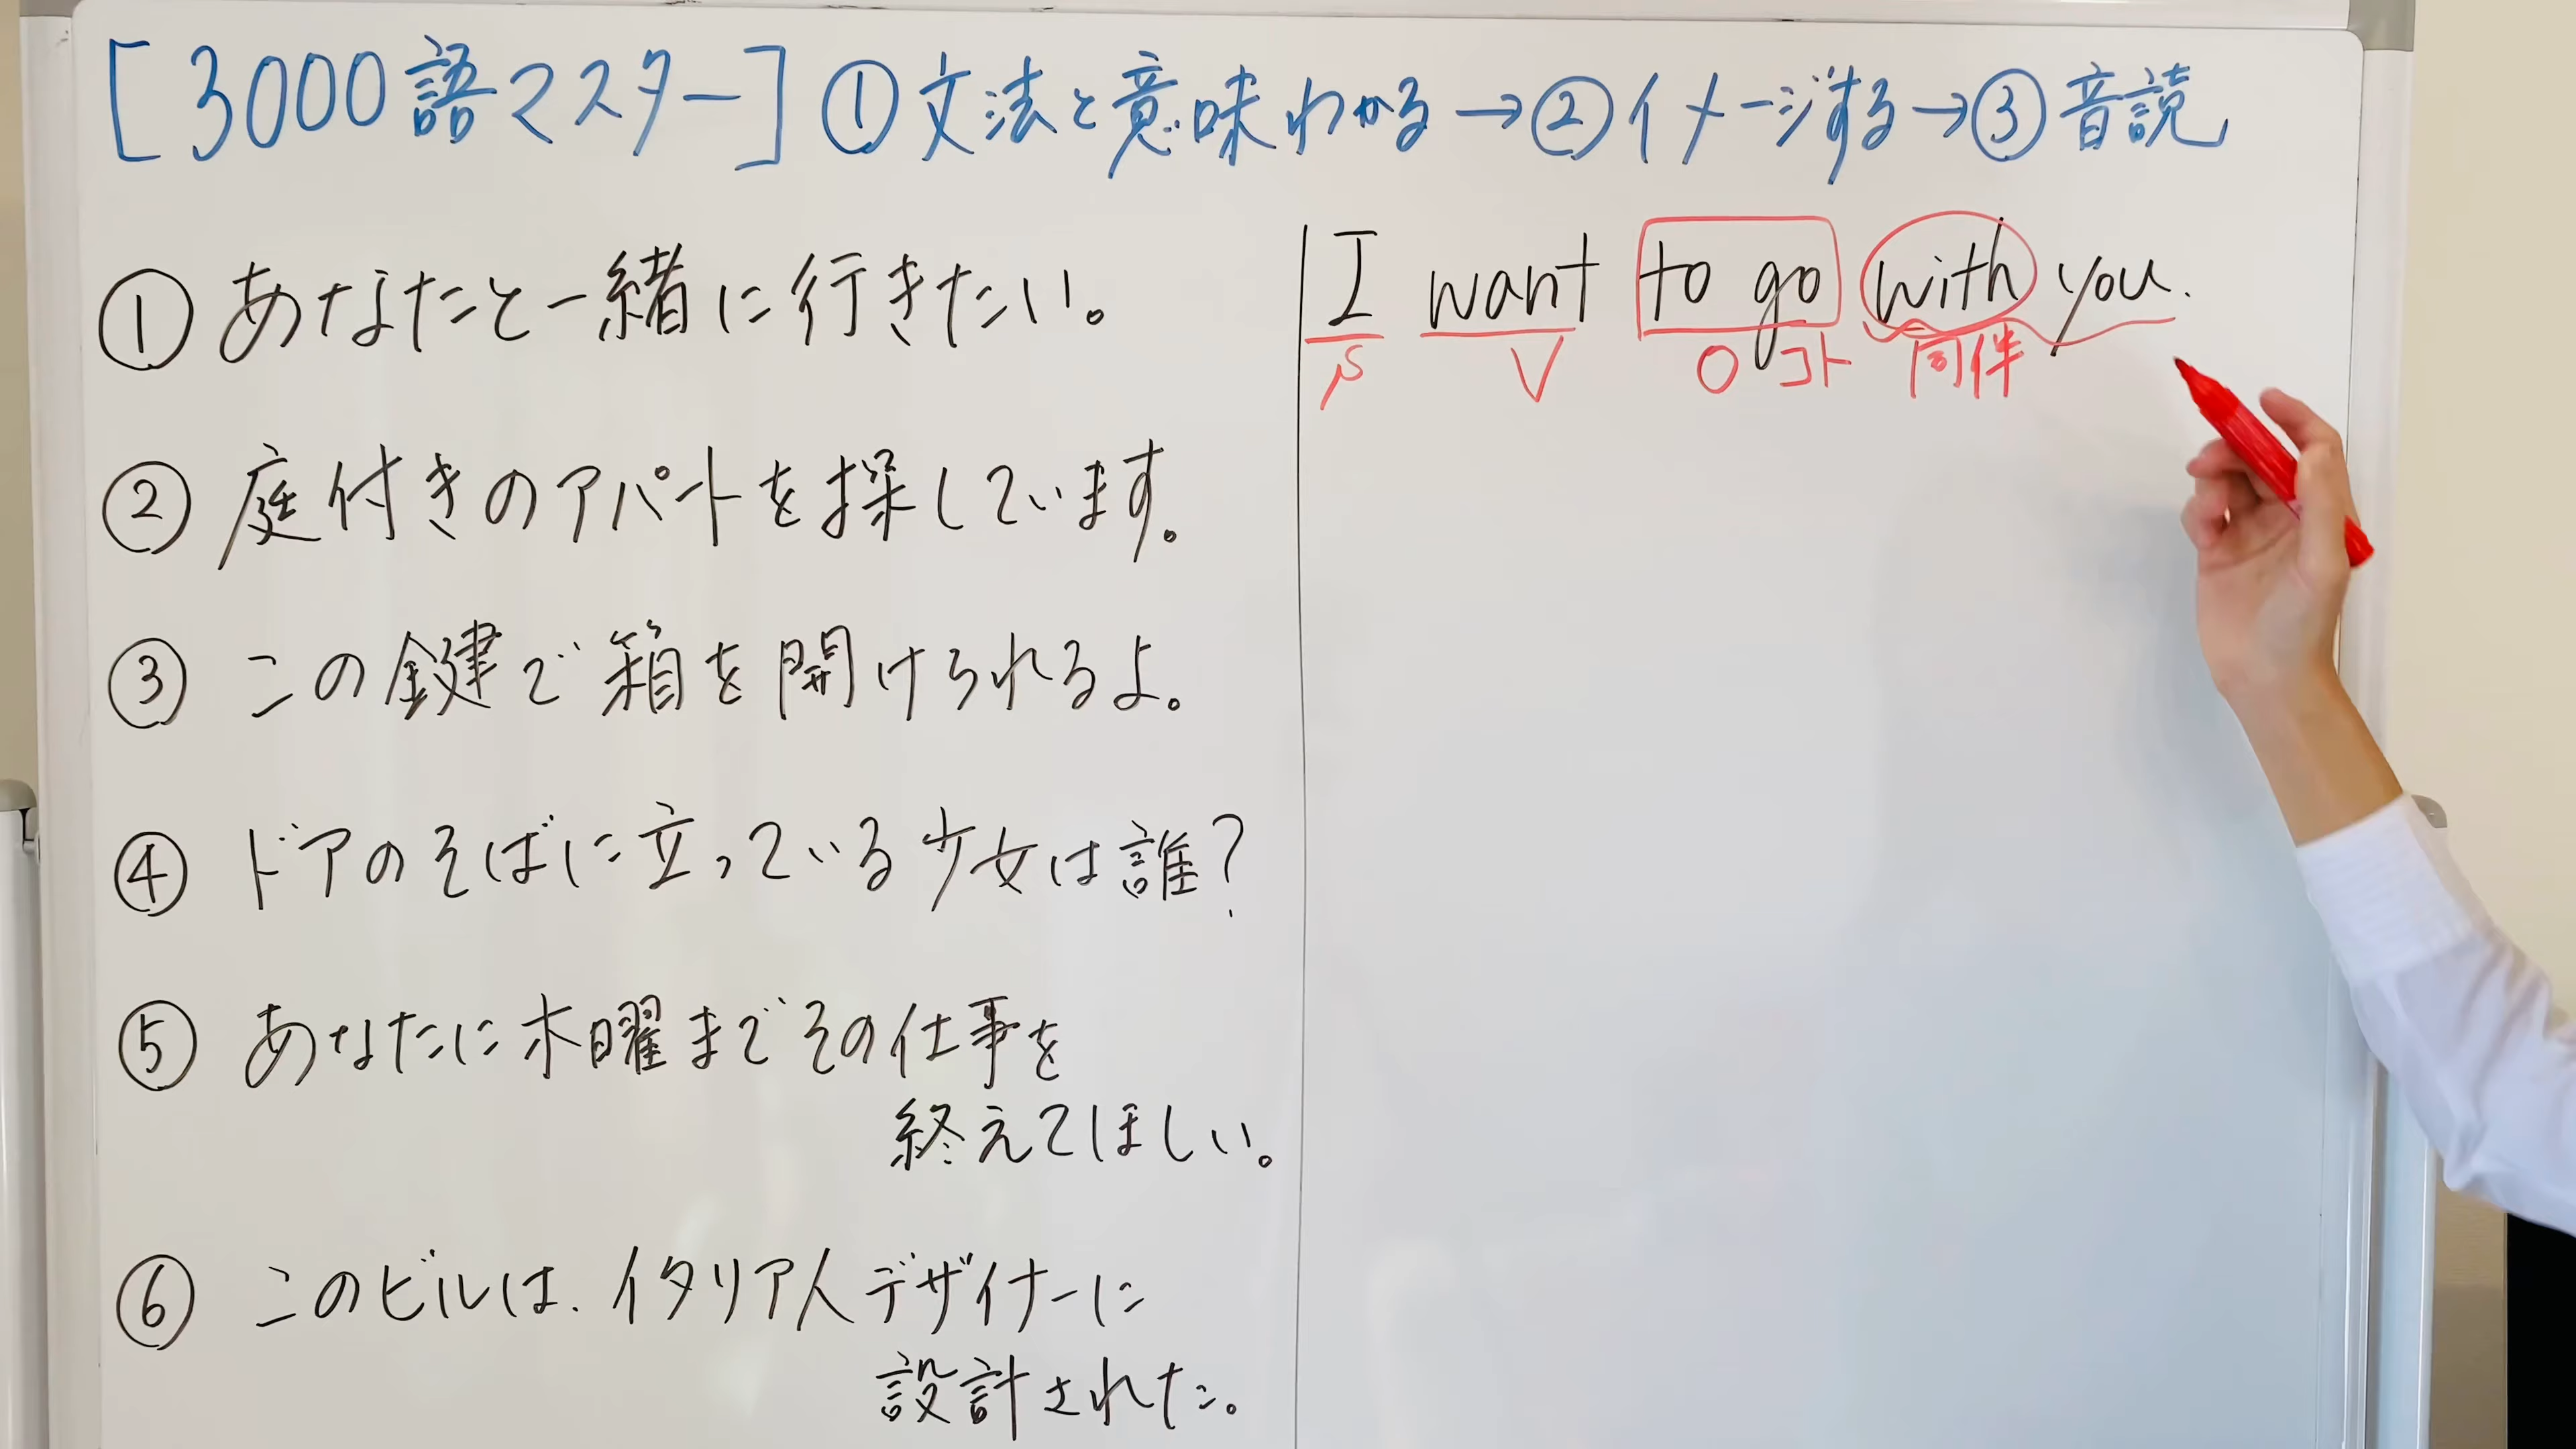 [3000語マスター] ①文法と意味わかる→②イメージする→③音読
①あなたと一緒に行きたい。
②庭付きのアパートを探しています。
③この鍵で箱を開けられるよ。
④ドアのそばに立っている少女は誰?
⑤あなたに木曜までその仕事を
終えてほしい。
⑥このビルは、イタリア人デザイナーに
設計された。
I want to go with you.
S V O コト 同伴